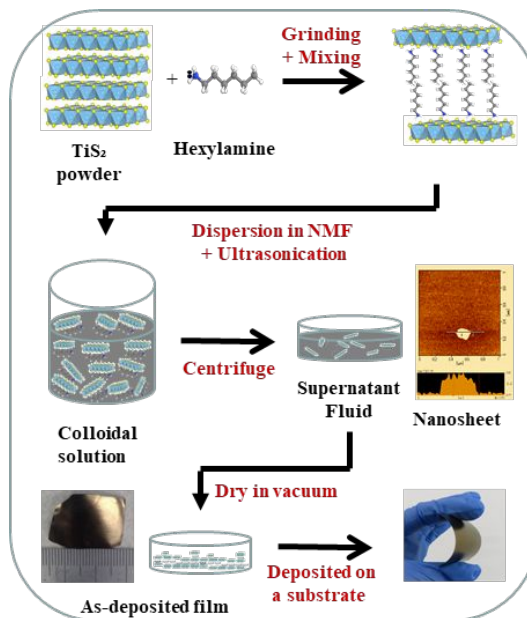 Grinding
+ Mixing
+
TiS₂
powder
Hexylamine
Dispersion in NMF
+ Ultrasonication
Centrifuge
Colloidal
solution
Supernatant
Fluid
Nanosheet
Dry in vacuum
As-deposited film
Deposited on
a substrate